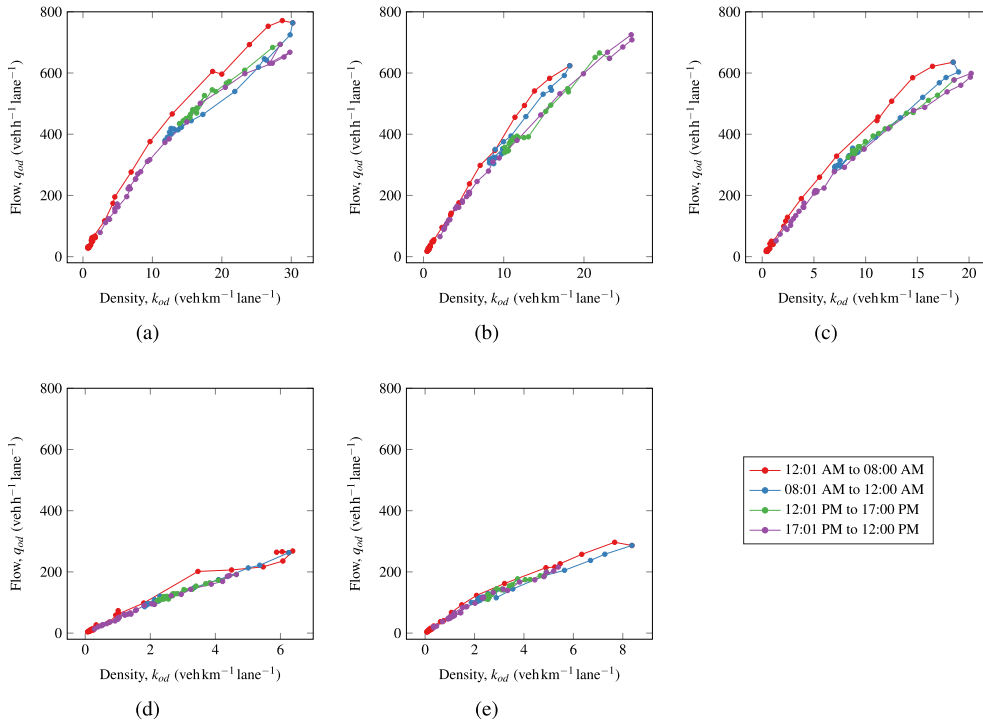 800
600
400
200
0
0
10
20
30
Flow, q_od (veh h⁻¹ lane⁻¹)
Density, k_od (veh km⁻¹ lane⁻¹)
(a)
800
600
400
200
0
0
10
20
Flow, q_od (veh h⁻¹ lane⁻¹)
Density, k_od (veh km⁻¹ lane⁻¹)
(b)
800
600
400
200
0
0
5
10
15
20
Flow, q_od (veh h⁻¹ lane⁻¹)
Density, k_od (veh km⁻¹ lane⁻¹)
(c)
800
600
400
200
0
0
2
4
6
Flow, q_od (veh h⁻¹ lane⁻¹)
Density, k_od (veh km⁻¹ lane⁻¹)
(d)
800
600
400
200
0
0
2
4
6
8
Flow, q_od (veh h⁻¹ lane⁻¹)
Density, k_od (veh km⁻¹ lane⁻¹)
(e)
12:01 AM to 08:00 AM
08:01 AM to 12:00 AM
12:01 PM to 17:00 PM
17:01 PM to 12:00 PM